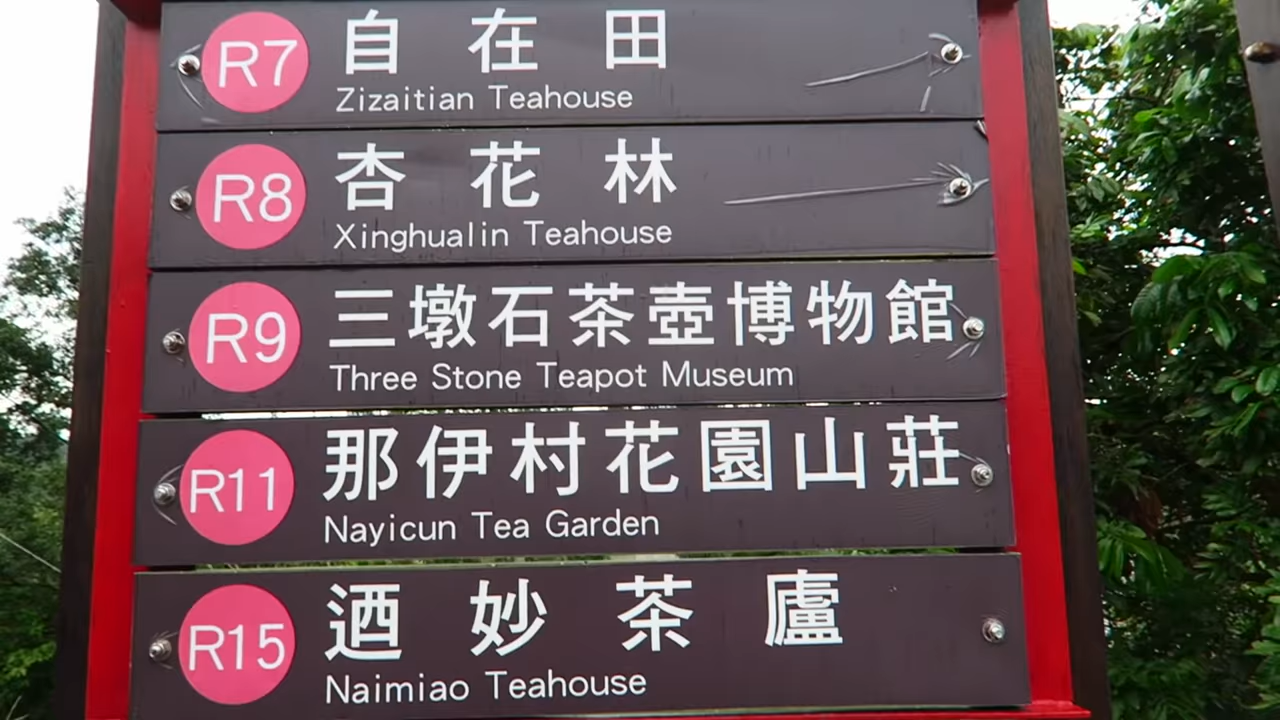 R7 自在田
Zizaitian Teahouse
R8 杏花林
Xinghualin Teahouse
R9 三墩石茶壺博物館
Three Stone Teapot Museum
R11 那伊村花園山莊
Nayicun Tea Garden
R15 迺妙茶廬
Naimiao Teahouse